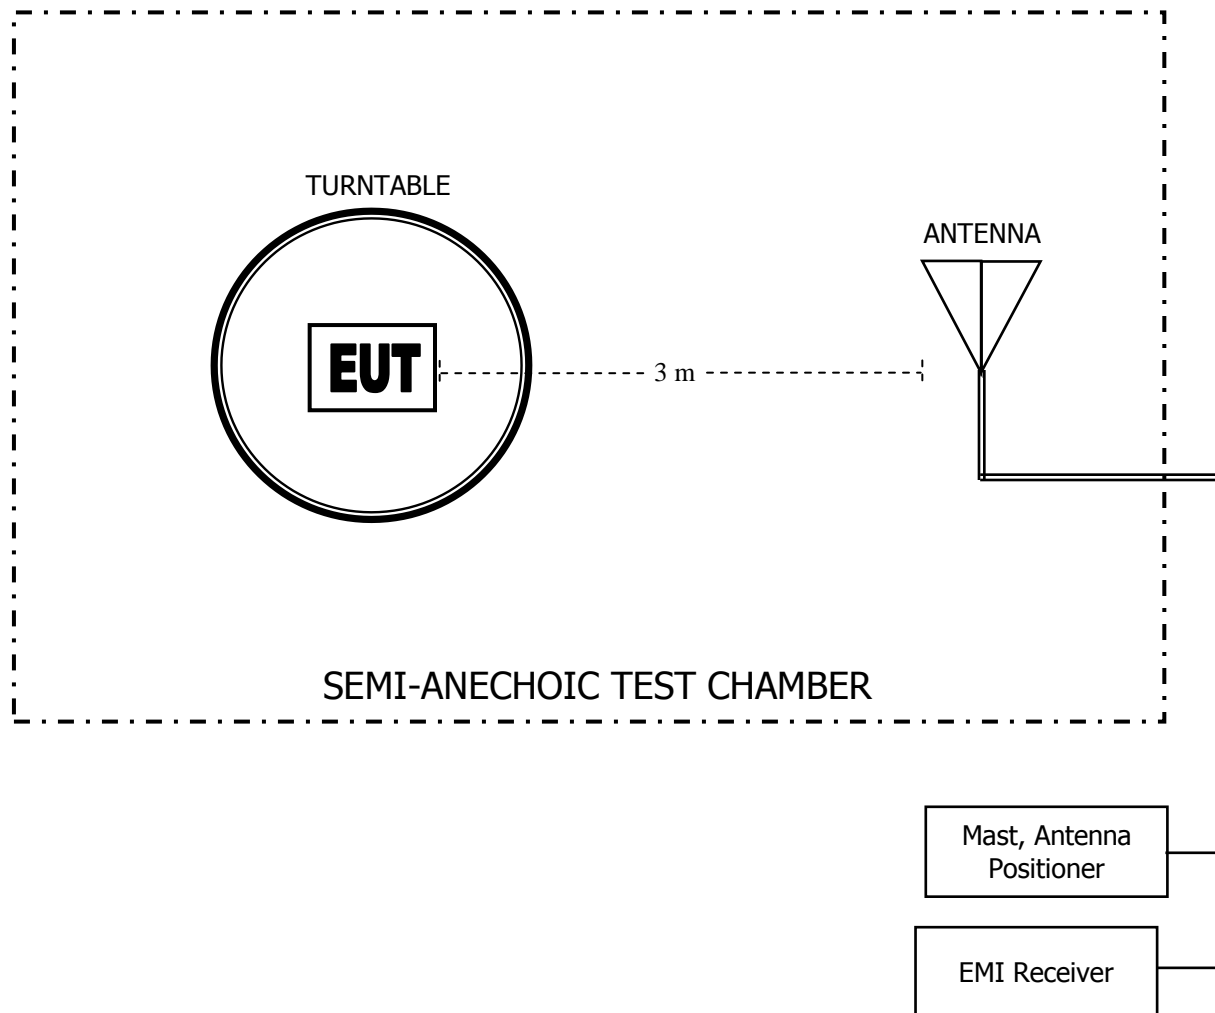 TURNTABLE
ANTENNA
EUT
3 m
SEMI-ANECHOIC TEST CHAMBER
Mast, Antenna
Positioner
EMI Receiver